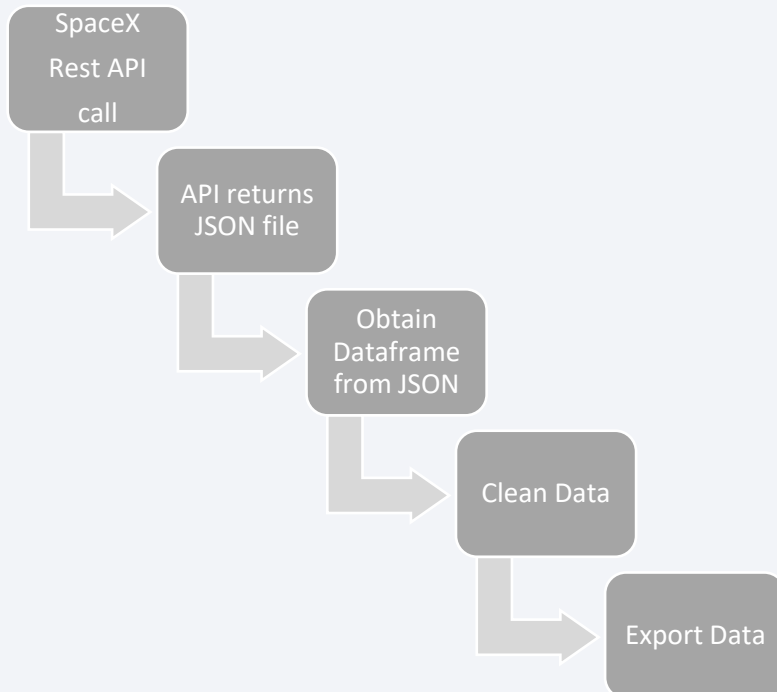 SpaceX
Rest API
call
API returns
JSON file
Obtain
Dataframe
from JSON
Clean Data
Export Data